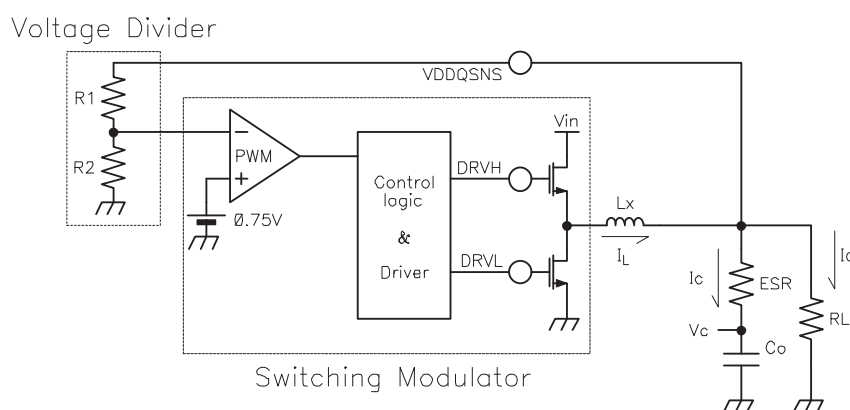 Voltage Divider
VDDQSNS
R1
R2
PWM
0.75V
Control
logic
&
Driver
DRVH
DRVL
Vin
Lx
IL
Ic
ESR
Vc
Co
RL
Switching Modulator